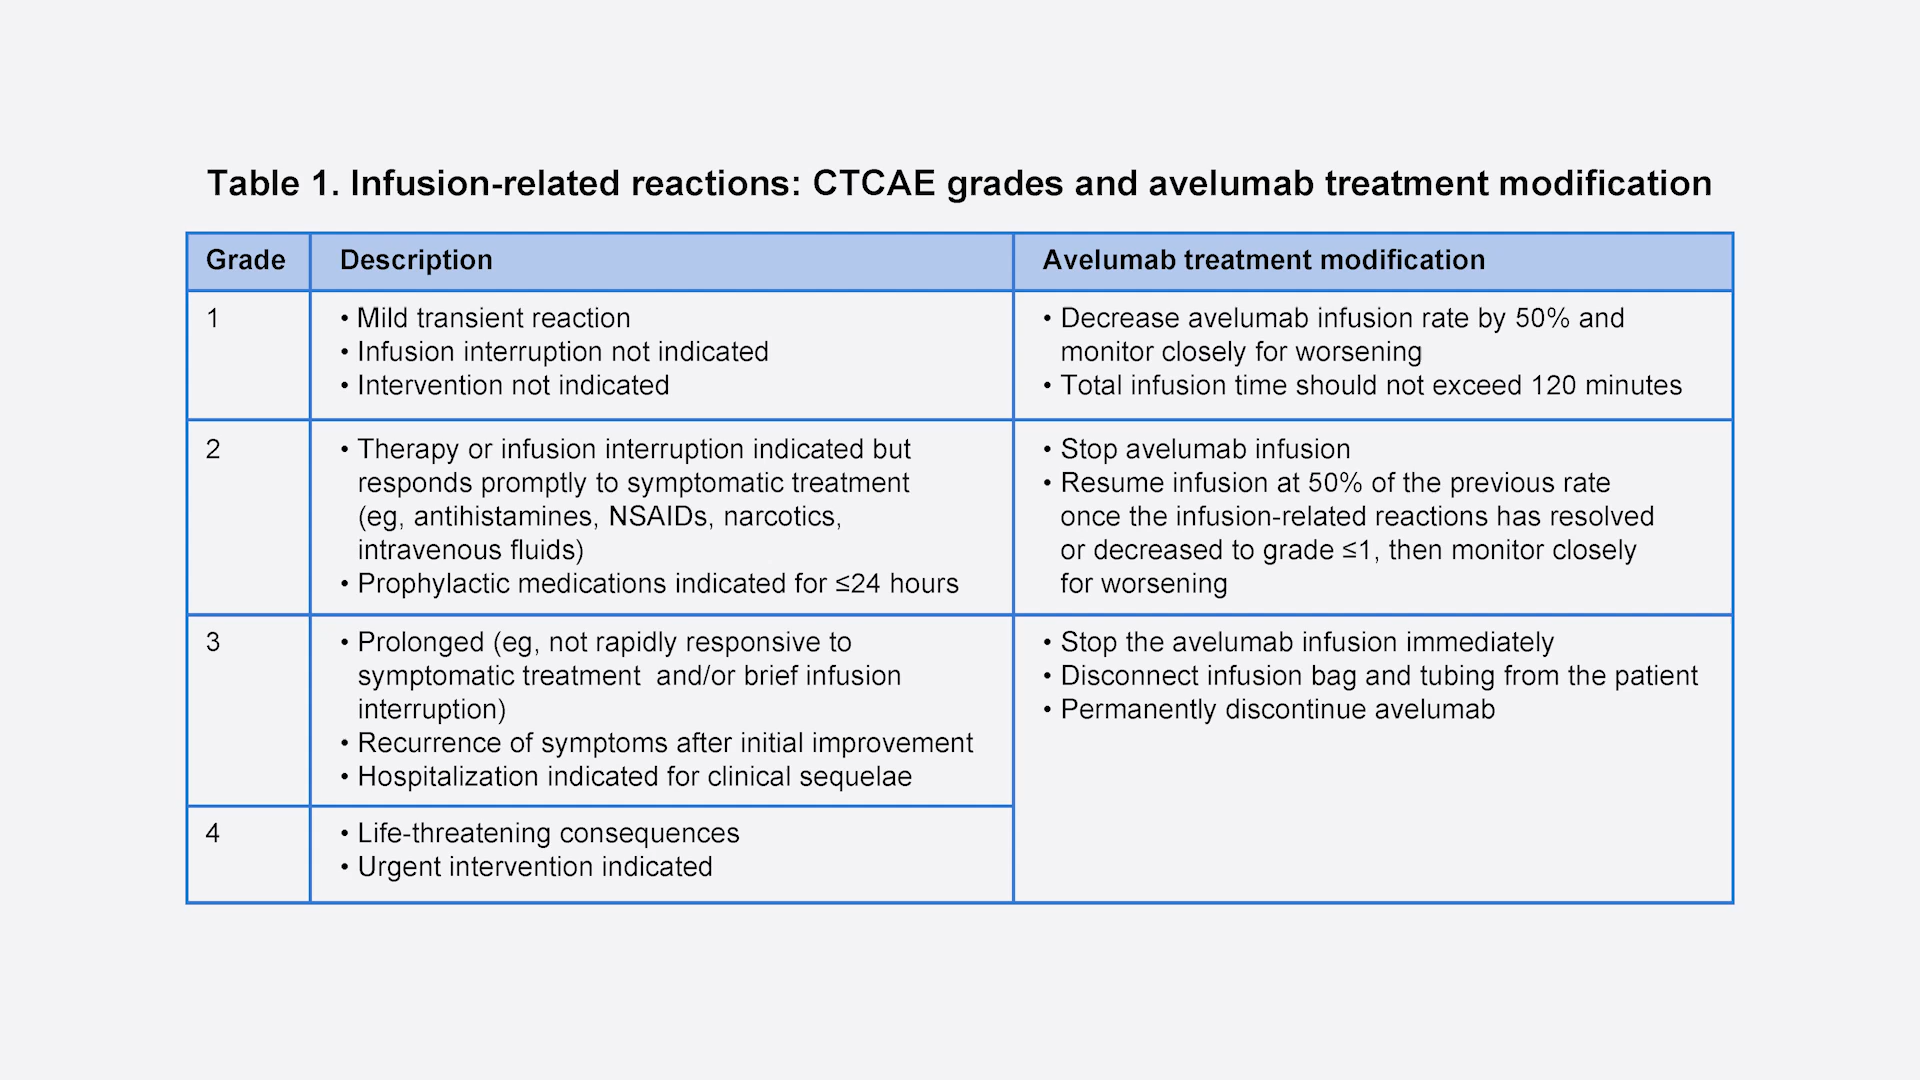 Table 1. Infusion-related reactions: CTCAE grades and avelumab treatment modification
Grade
Description
Avelumab treatment modification
1
• Mild transient reaction
• Infusion interruption not indicated
• Intervention not indicated
• Decrease avelumab infusion rate by 50% and
monitor closely for worsening
• Total infusion time should not exceed 120 minutes
2
• Therapy or infusion interruption indicated but
responds promptly to symptomatic treatment
(eg, antihistamines, NSAIDs, narcotics,
intravenous fluids)
• Prophylactic medications indicated for ≤24 hours
• Stop avelumab infusion
• Resume infusion at 50% of the previous rate
once the infusion-related reactions has resolved
or decreased to grade ≤1, then monitor closely
for worsening
3
• Prolonged (eg, not rapidly responsive to
symptomatic treatment  and/or brief infusion
interruption)
• Recurrence of symptoms after initial improvement
• Hospitalization indicated for clinical sequelae
• Stop the avelumab infusion immediately
• Disconnect infusion bag and tubing from the patient
• Permanently discontinue avelumab
4
• Life-threatening consequences
• Urgent intervention indicated